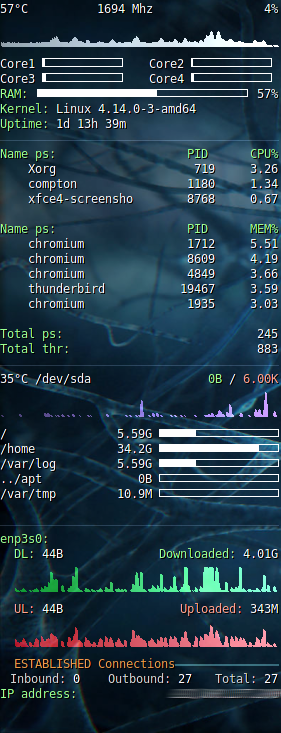 57°C 1694 Mhz 4%
Core1 Core2
Core3 Core4
RAM: 57%
Kernel: Linux 4.14.0-3-amd64
Uptime: 1d 13h 39m
Name ps: PID CPU%
Xorg 719 3.26
compton 1180 1.34
xfce4-screensho 8768 0.67
Name ps: PID MEM%
chromium 1712 5.51
chromium 8609 4.19
chromium 4849 3.66
thunderbird 19467 3.59
chromium 1935 3.03
Total ps: 245
Total thr: 883
35°C /dev/sda 0B / 6.00K
/ 5.59G
/home 34.2G
/var/log 5.59G
../apt 0B
/var/tmp 10.9M
enp3s0:
DL: 44B Downloaded: 4.01G
UL: 44B Uploaded: 343M
ESTABLISHED Connections
Inbound: 0 Outbound: 27 Total: 27
IP address: